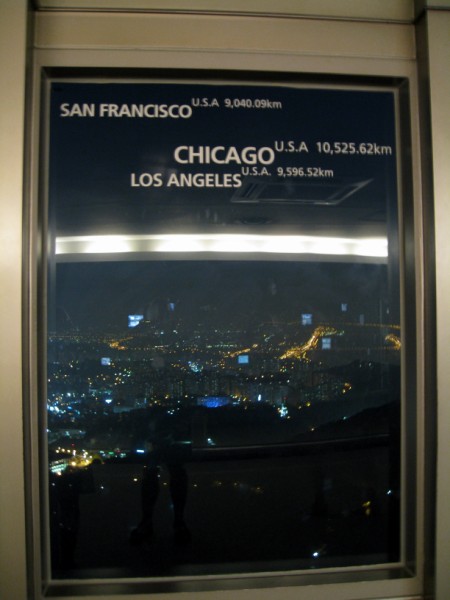 SAN FRANCISCO U.S.A 9,040.09km
CHICAGO U.S.A 10,525.62km
LOS ANGELES U.S.A. 9,596.52km